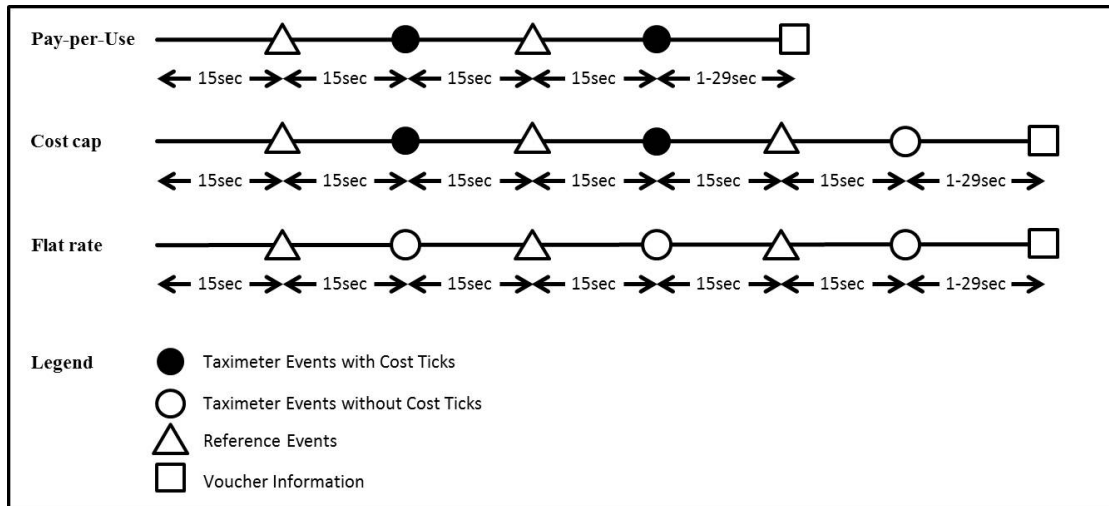 Pay-per-Use
15sec 15sec 15sec 15sec 1-29sec
Cost cap
15sec 15sec 15sec 15sec 15sec 15sec 1-29sec
Flat rate
15sec 15sec 15sec 15sec 15sec 15sec 1-29sec
Legend
Taximeter Events with Cost Ticks
Taximeter Events without Cost Ticks
Reference Events
Voucher Information